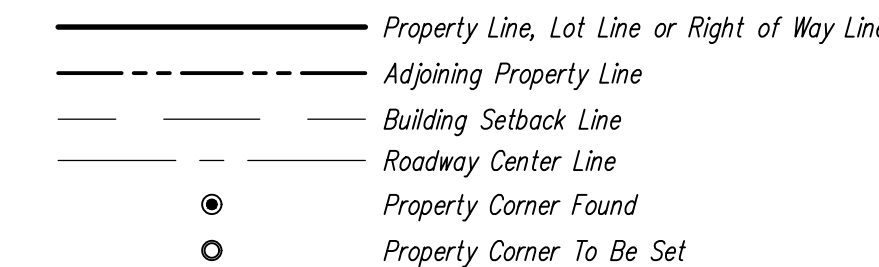 Property Line, Lot Line or Right of Way Line
Adjoining Property Line
Building Setback Line
Roadway Center Line
Property Corner Found
Property Corner To Be Set